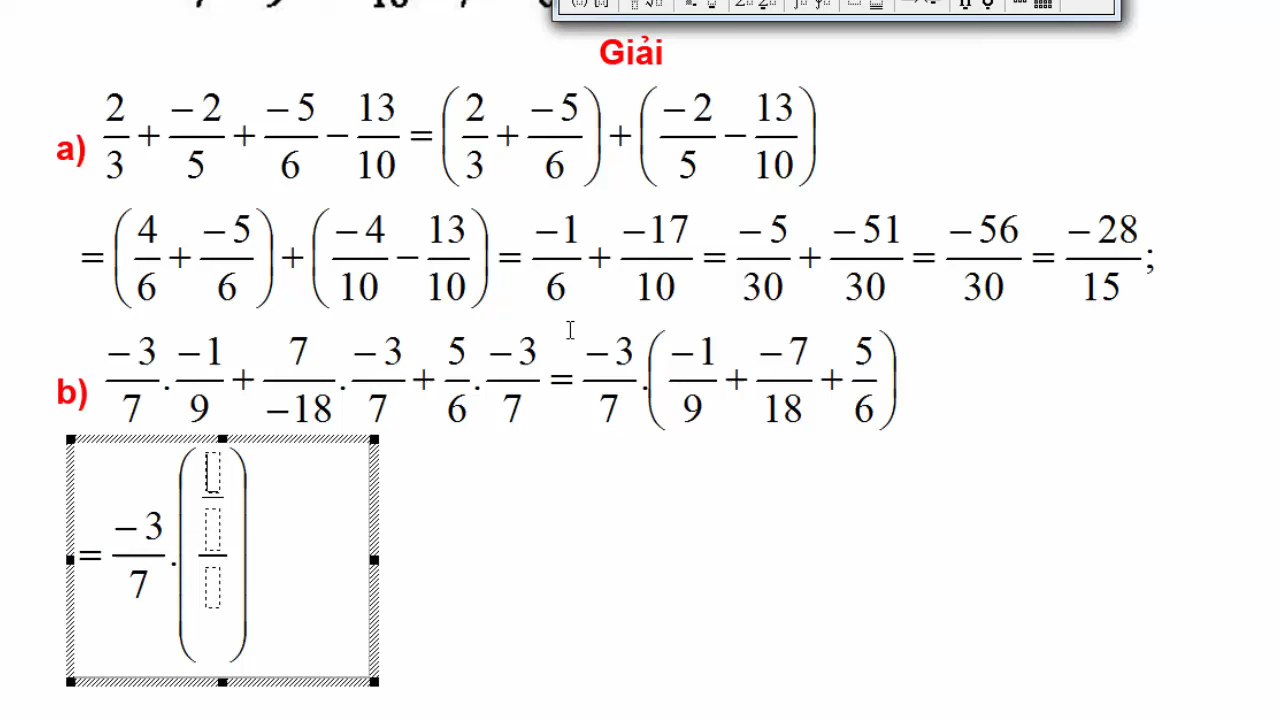 Giải
a) 2/3 + -2/5 + -5/6 - 13/10 = (2/3 + -5/6) + (-2/5 - 13/10)
= (4/6 + -5/6) + (-4/10 - 13/10) = -1/6 + -17/10 = -5/30 + -51/30 = -56/30 = -28/15;
b) -3/7 . -1/9 + 7/-18 . -3/7 + 5/6 . -3/7 = -3/7 . (-1/9 + -7/18 + 5/6)
= -3/7 . ( )